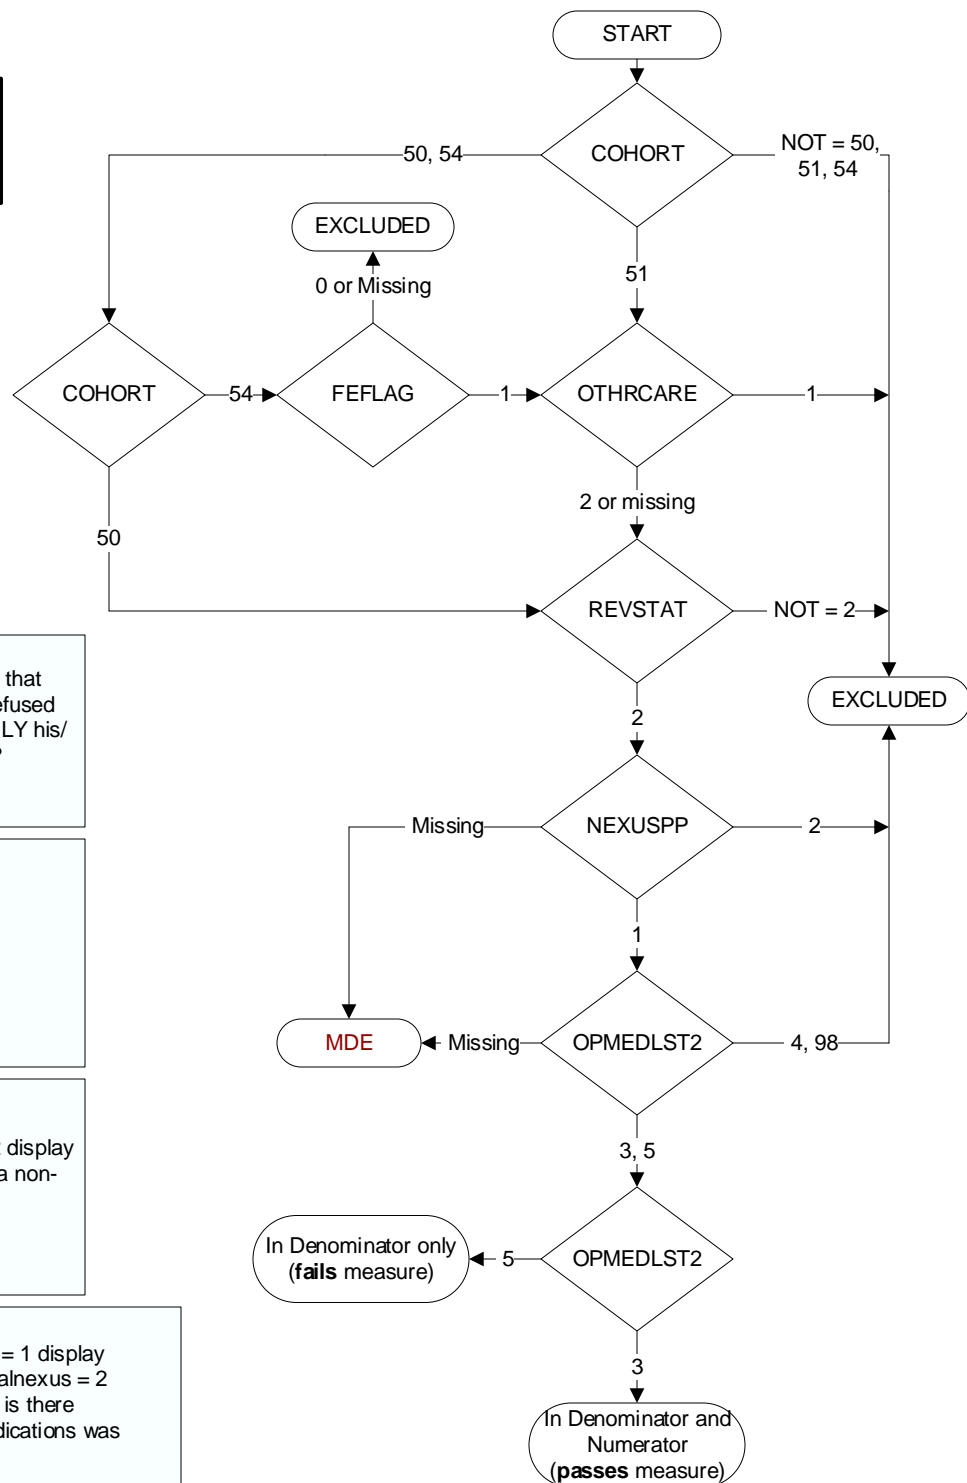 START
COHORT
50, 54
NOT = 50,
51, 54
EXCLUDED
0 or Missing
51
COHORT
54
FEFLAG
1
OTHRCARE
1
2 or missing
50
REVSTAT
NOT = 2
EXCLUDED
2
that
efused
LY his/
Missing
NEXUSPP
2
1
MDE
Missing
OPMEDLST2
4, 98
display
a non-
3, 5
In Denominator only
(fails measure)
5
OPMEDLST2
= 1 display
alnexus = 2
is there
dications was
3
In Denominator and
Numerator
(passes measure)